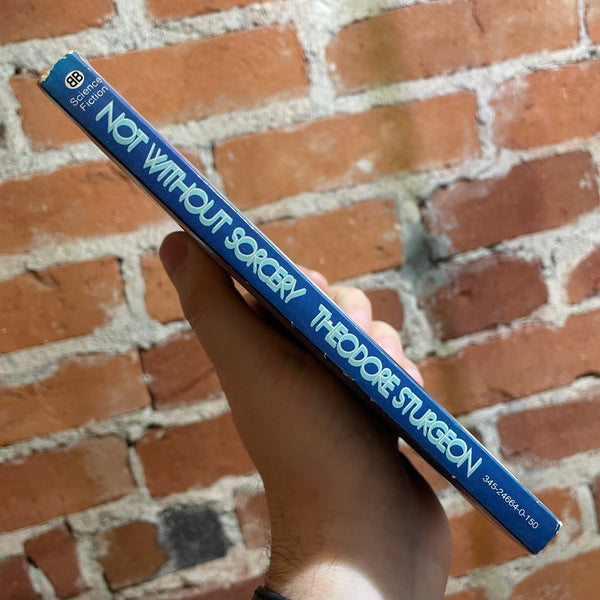 BB
Science
Fiction
NOT WITHOUT SORCERY THEODORE STURGEON 345-24664-0-150